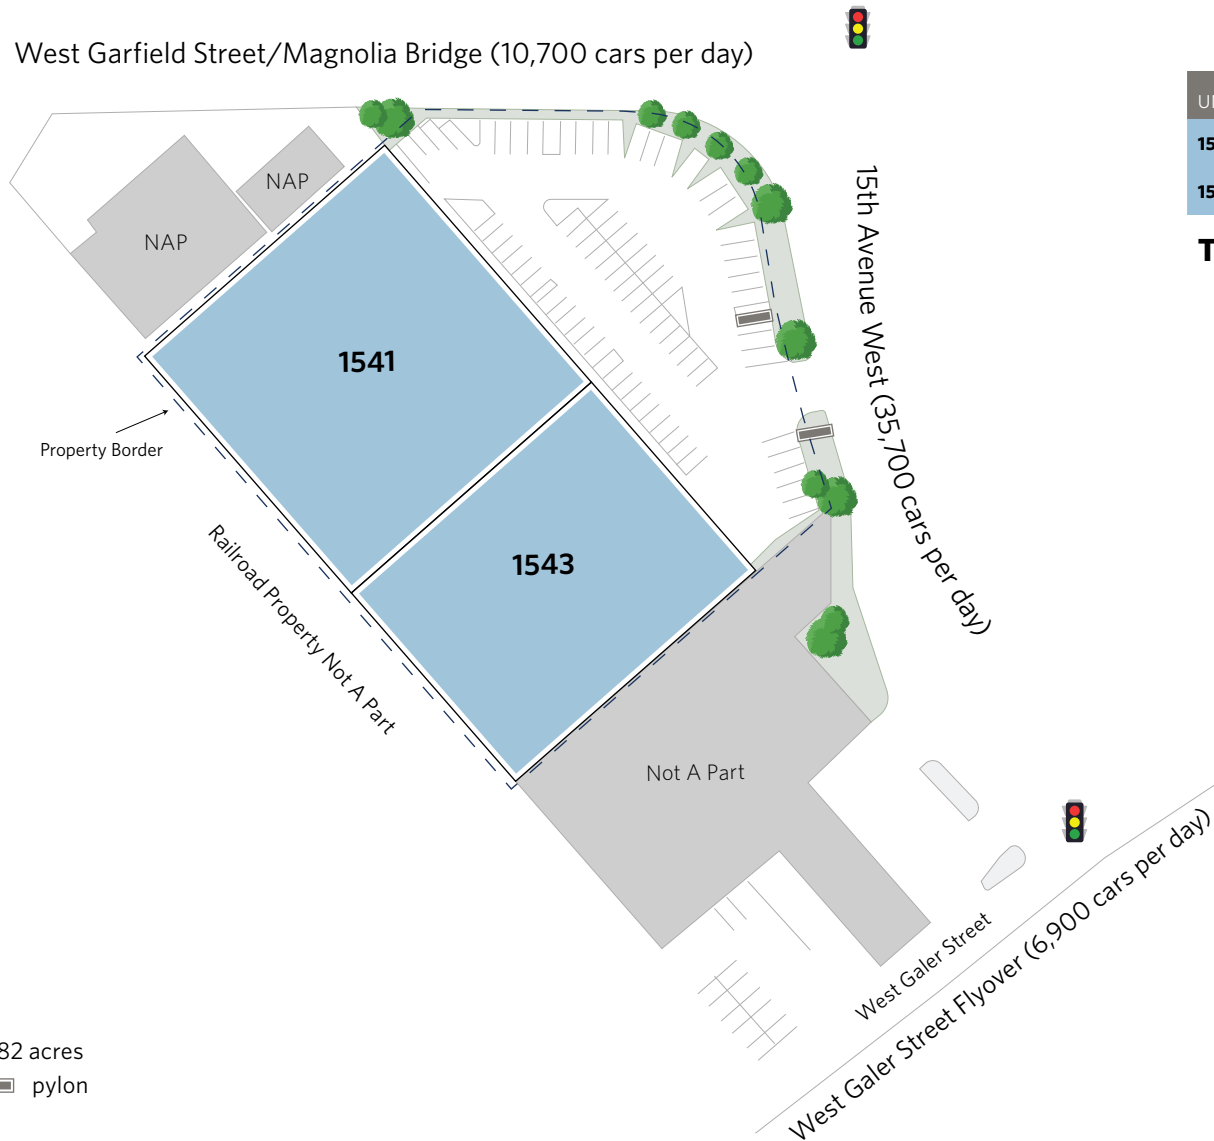 West Garfield Street/Magnolia Bridge (10,700 cars per day)
NAP
NAP
15th Avenue West (35,700 cars per day)
1541
Property Border
1543
Railroad Property Not A Part
Not A Part
West Galer Street
West Galer Street Flyover (6,900 cars per day)
82 acres
pylon